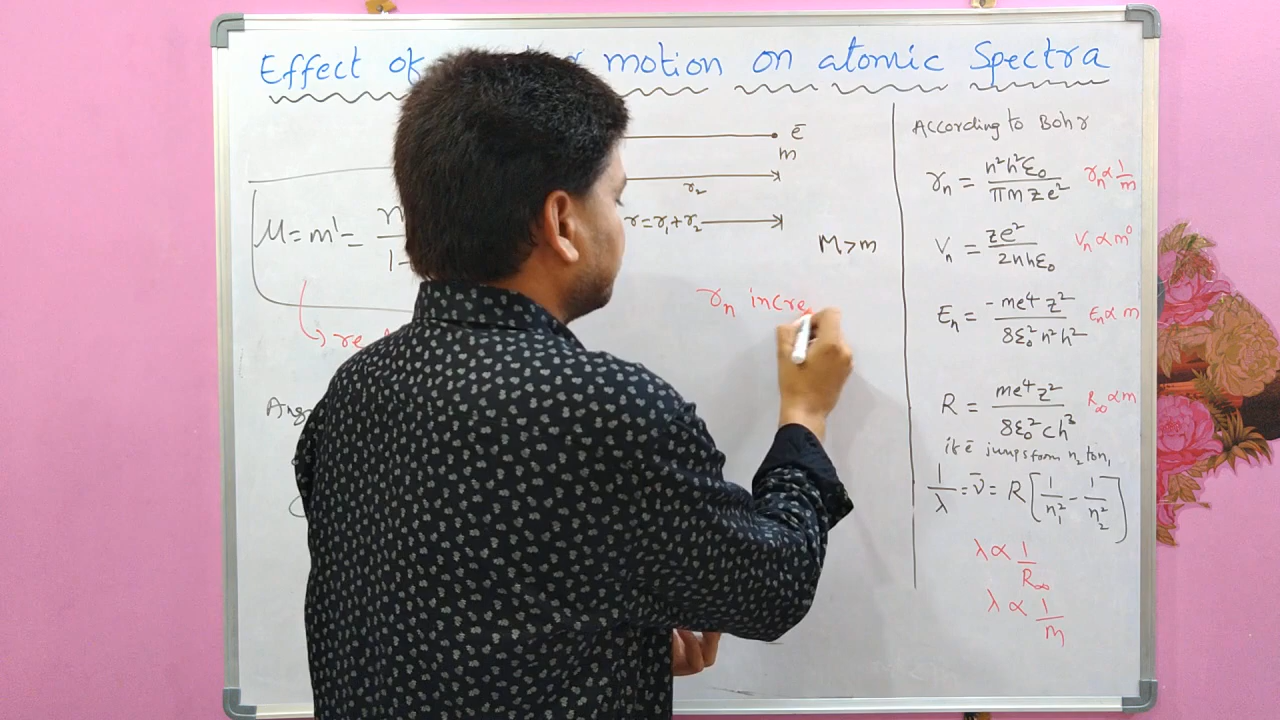 Effect of motion on atomic Spectra
ē
m
r₂
r=r₁+r₂
M>m
μ=m'=
1-
rₙ incre
According to Bohr
rₙ = n²h²ε₀ / πmze²
rₙ ∝ 1/m
Vₙ = ze² / 2nhε₀
Vₙ ∝ m⁰
Eₙ = -me⁴z² / 8ε₀²n²h²
Eₙ ∝ m
R = me⁴z² / 8ε₀²ch³
R∞ ∝ m
if ē jumps form n₂ to n₁
1/λ = ν̄ = R[1/n₁² - 1/n₂²]
λ ∝ 1/R∞
λ ∝ 1/m